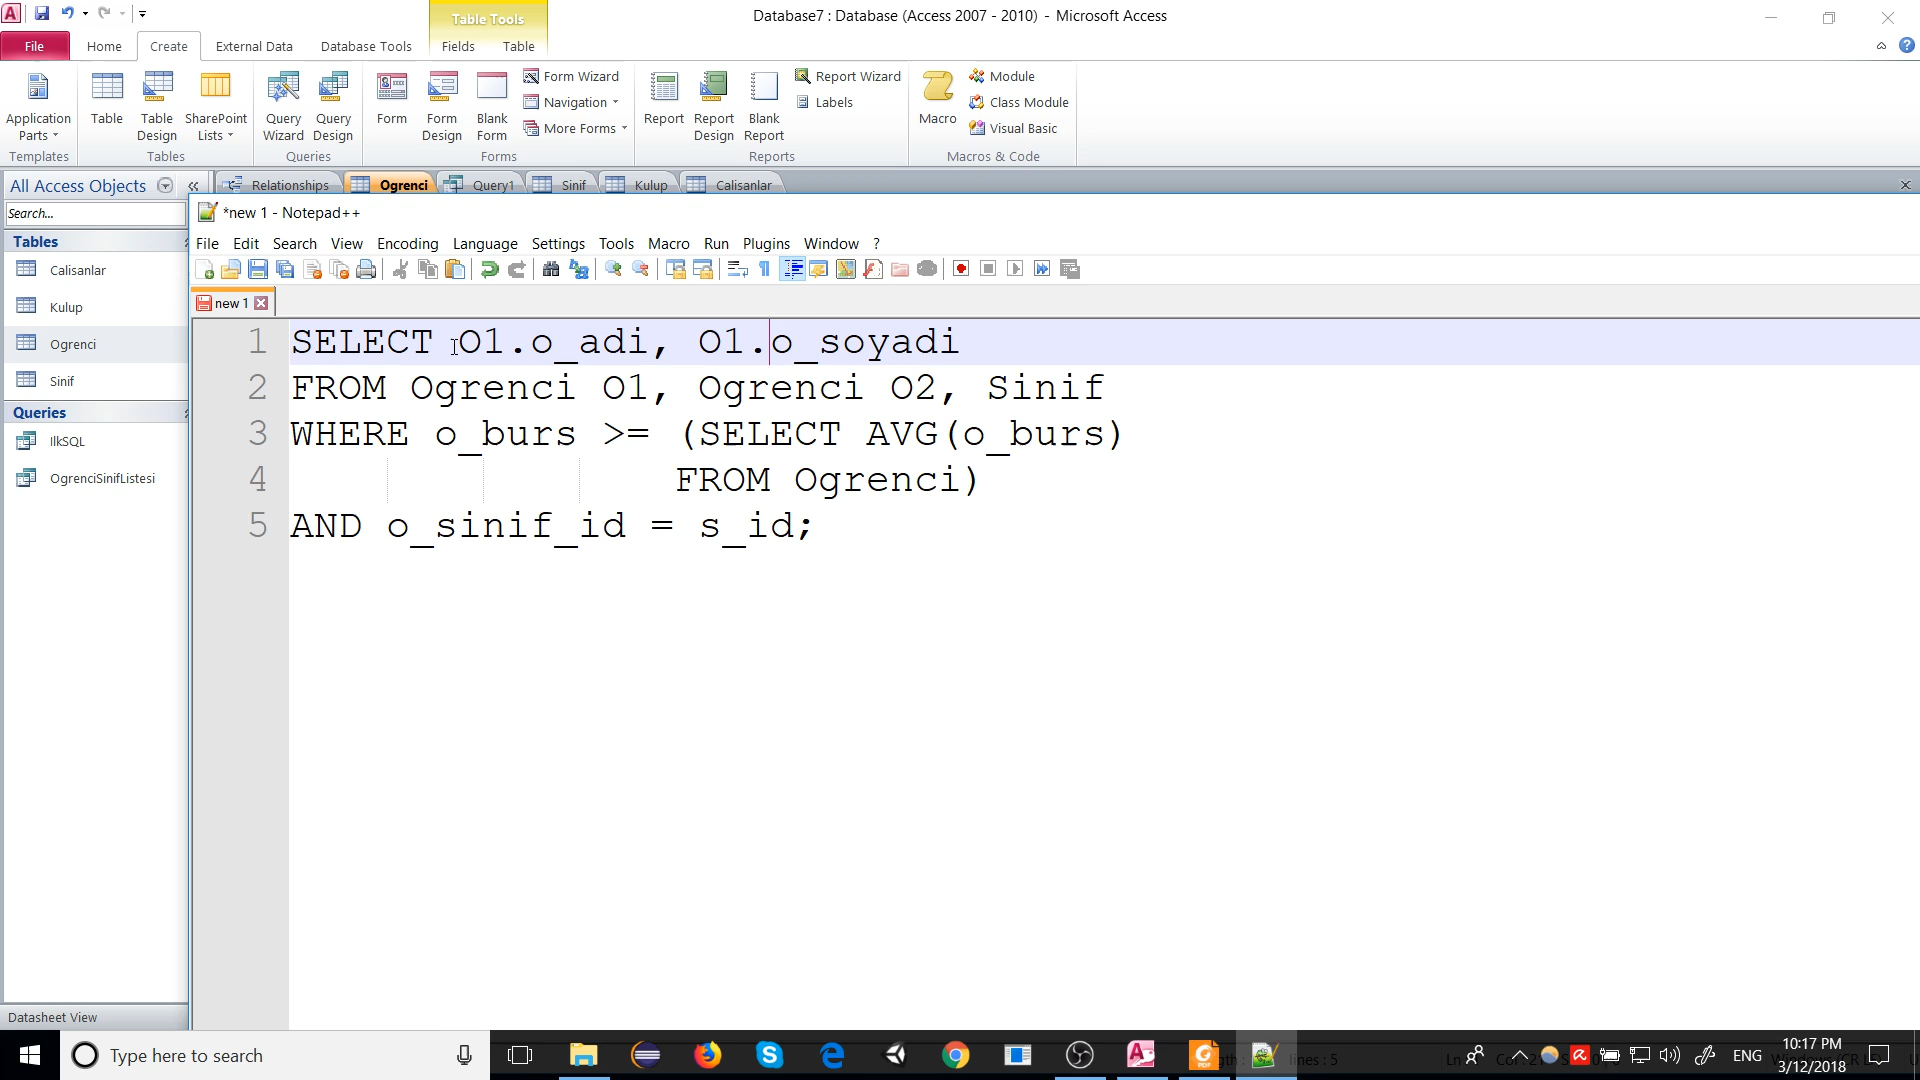 Table Tools
Database7 : Database (Access 2007 - 2010) - Microsoft Access
File Home Create External Data Database Tools Fields Table
Application Parts
Table
Table Design
SharePoint Lists
Query Wizard
Query Design
Form
Form Design
Blank Form
Form Wizard
Navigation
More Forms
Report
Report Design
Blank Report
Report Wizard
Labels
Macro
Module
Class Module
Visual Basic
Templates Tables Queries Forms Reports Macros & Code
All Access Objects
Relationships Ogrenci Query1 Sinif Kulup Calisanlar
Search...
Tables
Calisanlar
Kulup
Ogrenci
Sinif
Queries
IlkSQL
OgrenciSinifListesi
*new 1 - Notepad++
File Edit Search View Encoding Language Settings Tools Macro Run Plugins Window ?
new 1
1 SELECT O1.o_adi, O1.o_soyadi
2 FROM Ogrenci O1, Ogrenci O2, Sinif
3 WHERE o_burs >= (SELECT AVG(o_burs)
4 FROM Ogrenci)
5 AND o_sinif_id = s_id;
Datasheet View
Type here to search
lines : 5
ENG
10:17 PM
3/12/2018